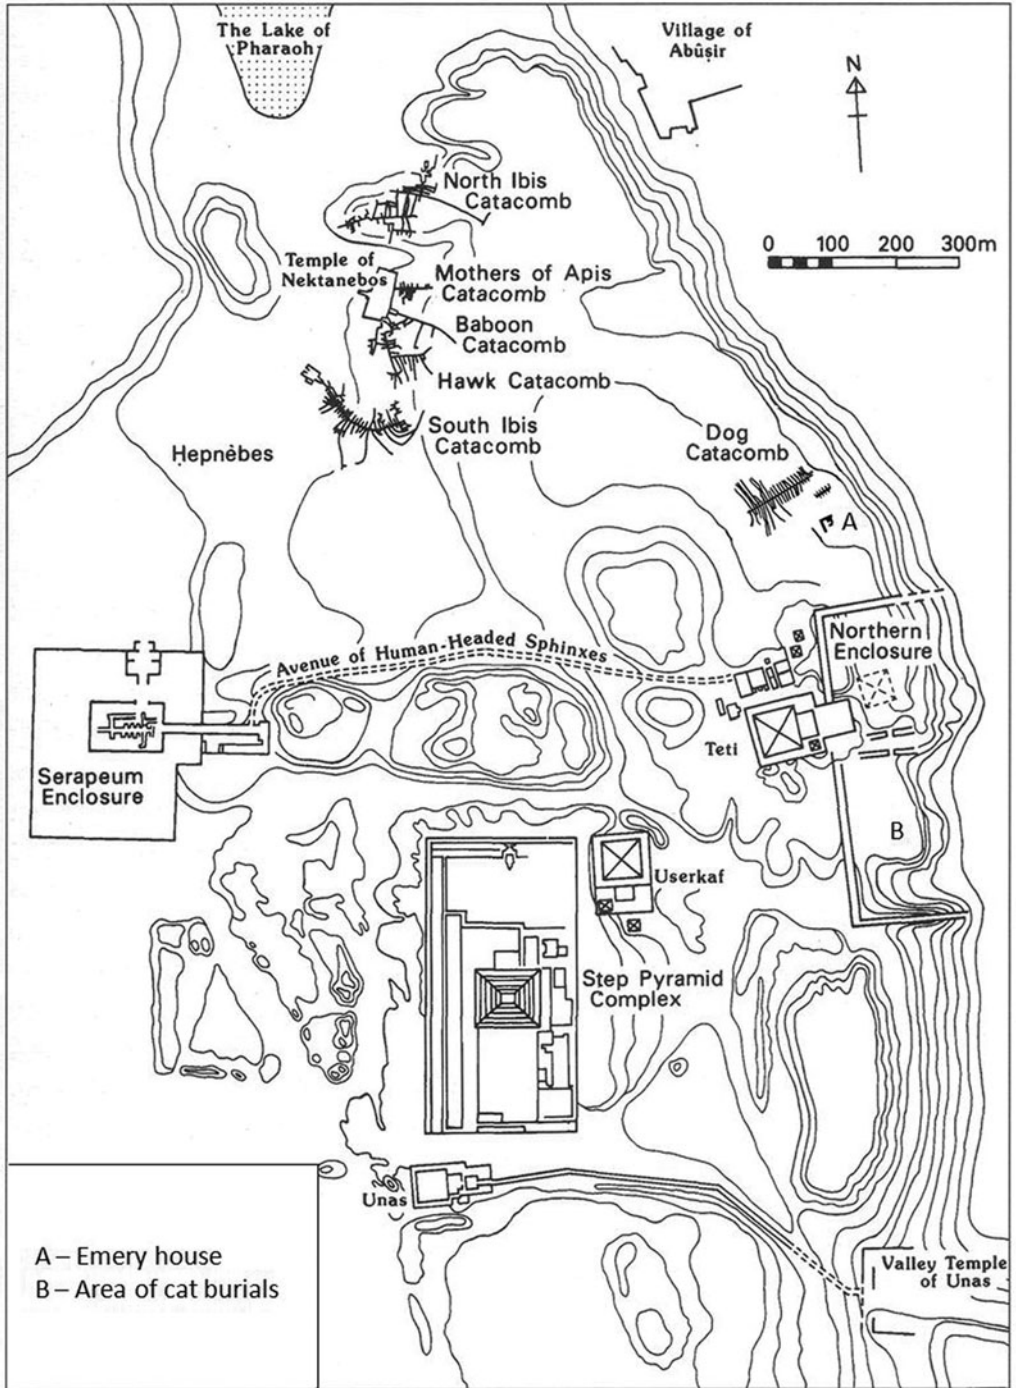 The Lake of
Pharaoh
Village of
Abûṣir
N
North Ibis
Catacomb
0 100 200 300m
Temple of
Nektanebos
Mothers of Apis
Catacomb
Baboon
Catacomb
Hawk Catacomb
South Ibis
Catacomb
Ḥepnèbes
Dog
Catacomb
A
Avenue of Human-Headed Sphinxes
Northern
Enclosure
Teti
Serapeum
Enclosure
B
Userkaf
Step Pyramid
Complex
Unas
Valley Temple
of Unas
A – Emery house
B – Area of cat burials